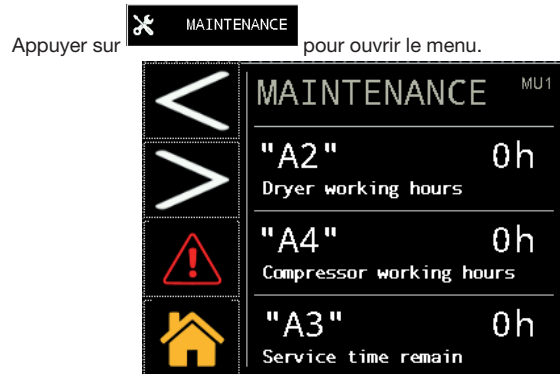 MAINTENANCE
Appuyer sur pour ouvrir le menu.
MAINTENANCE MU1
"A2" 0h
Dryer working hours
"A4" 0h
Compressor working hours
"A3" 0h
Service time remain